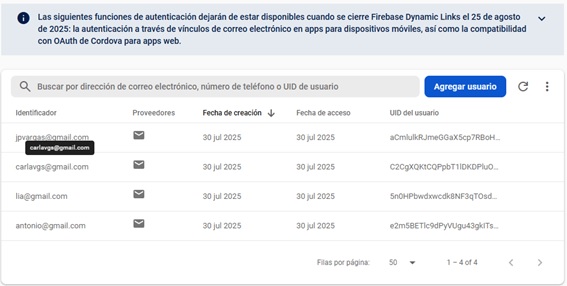 Las siguientes funciones de autenticación dejarán de estar disponibles cuando se cierre Firebase Dynamic Links el 25 de agosto
de 2025: la autenticación a través de vínculos de correo electrónico en apps para dispositivos móviles, así como la compatibilidad
con OAuth de Cordova para apps web.
Buscar por dirección de correo electrónico, número de teléfono o UID de usuario
Agregar usuario
Identificador Proveedores Fecha de creación Fecha de acceso UID del usuario
jpvargas@gmail.com 30 jul 2025 30 jul 2025 aCmlulkRJmeGGaX5cp7RBoH...
carlavgs@gmail.com
carlavgs@gmail.com 30 jul 2025 30 jul 2025 C2CgXQKtCQPpbT1lDKDPluO...
lia@gmail.com 30 jul 2025 30 jul 2025 5n0HPbwdxwcdk8NF3qTOsd...
antonio@gmail.com 30 jul 2025 30 jul 2025 e2m5BETlc9dPyVUgu43gkITs...
Filas por página: 50 1 – 4 of 4